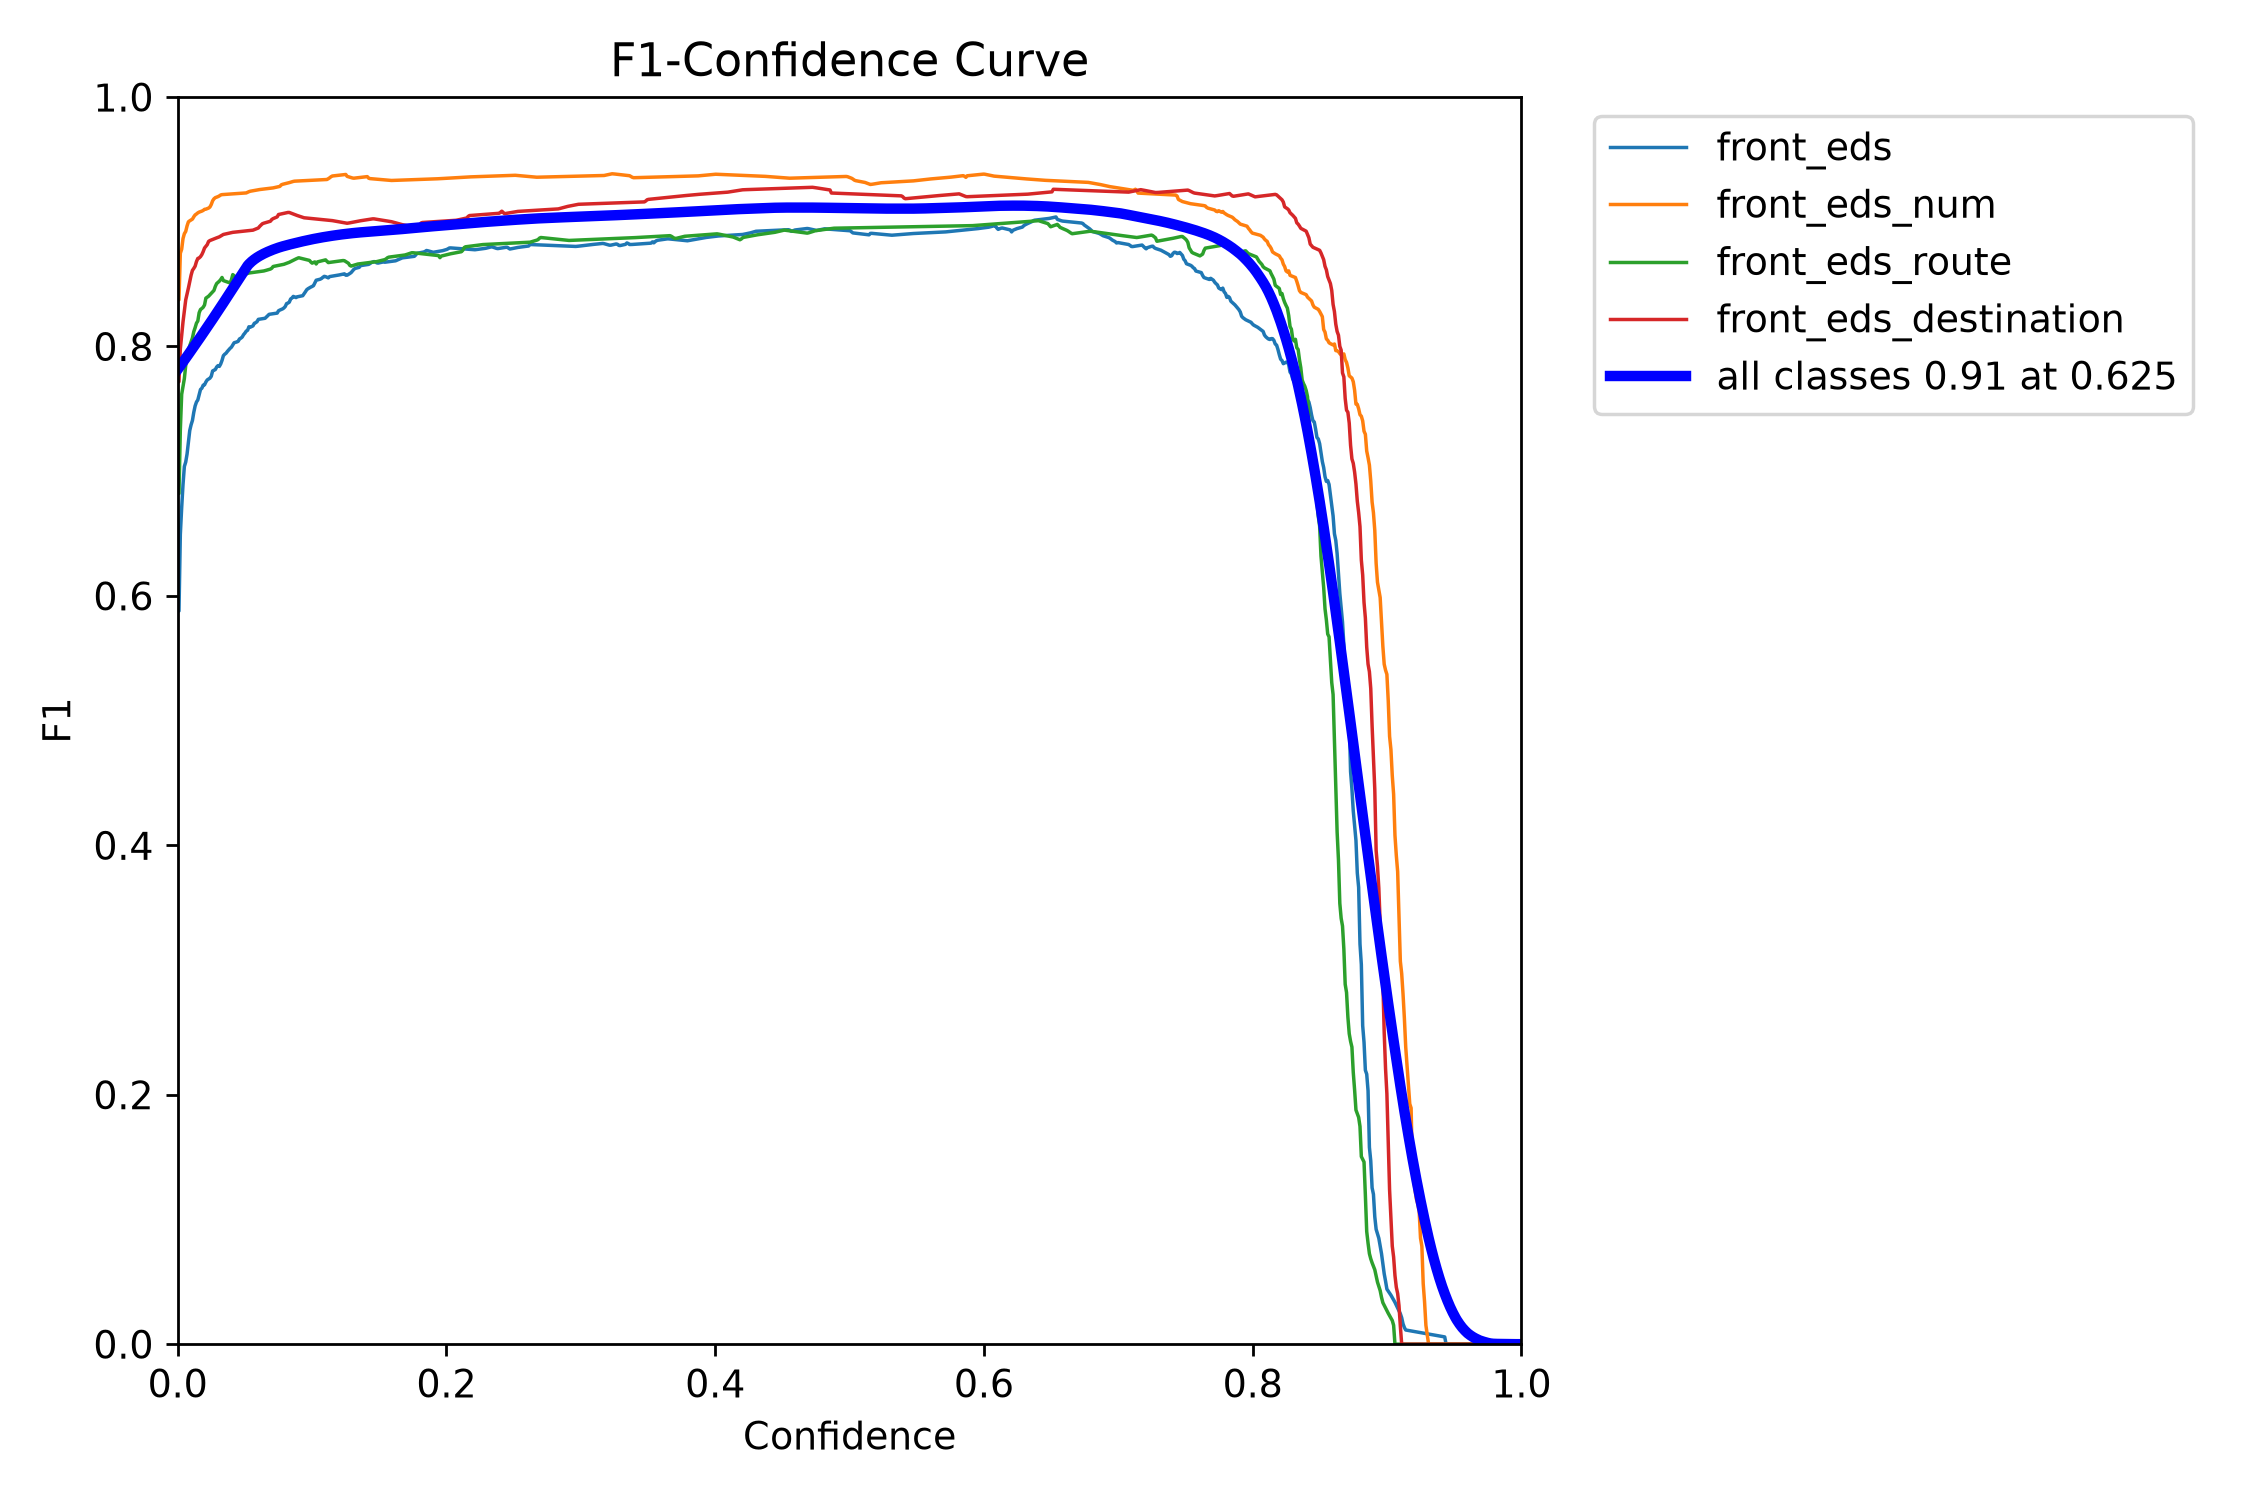 F1-Confidence Curve
1.0
0.8
0.6
0.4
0.2
0.0
F1
0.0 0.2 0.4 0.6 0.8 1.0
Confidence
front_eds
front_eds_num
front_eds_route
front_eds_destination
all classes 0.91 at 0.625